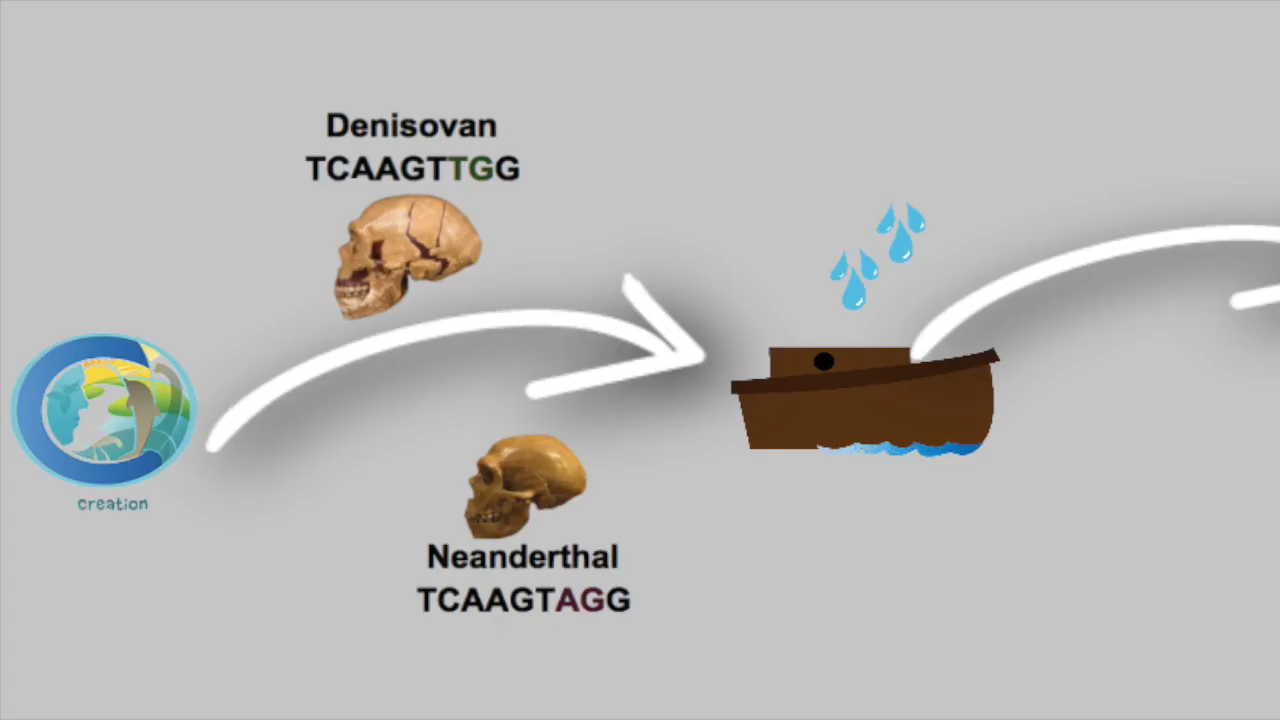 Denisovan
TCAAGTTGG
creation
Neanderthal
TCAAGTAGG